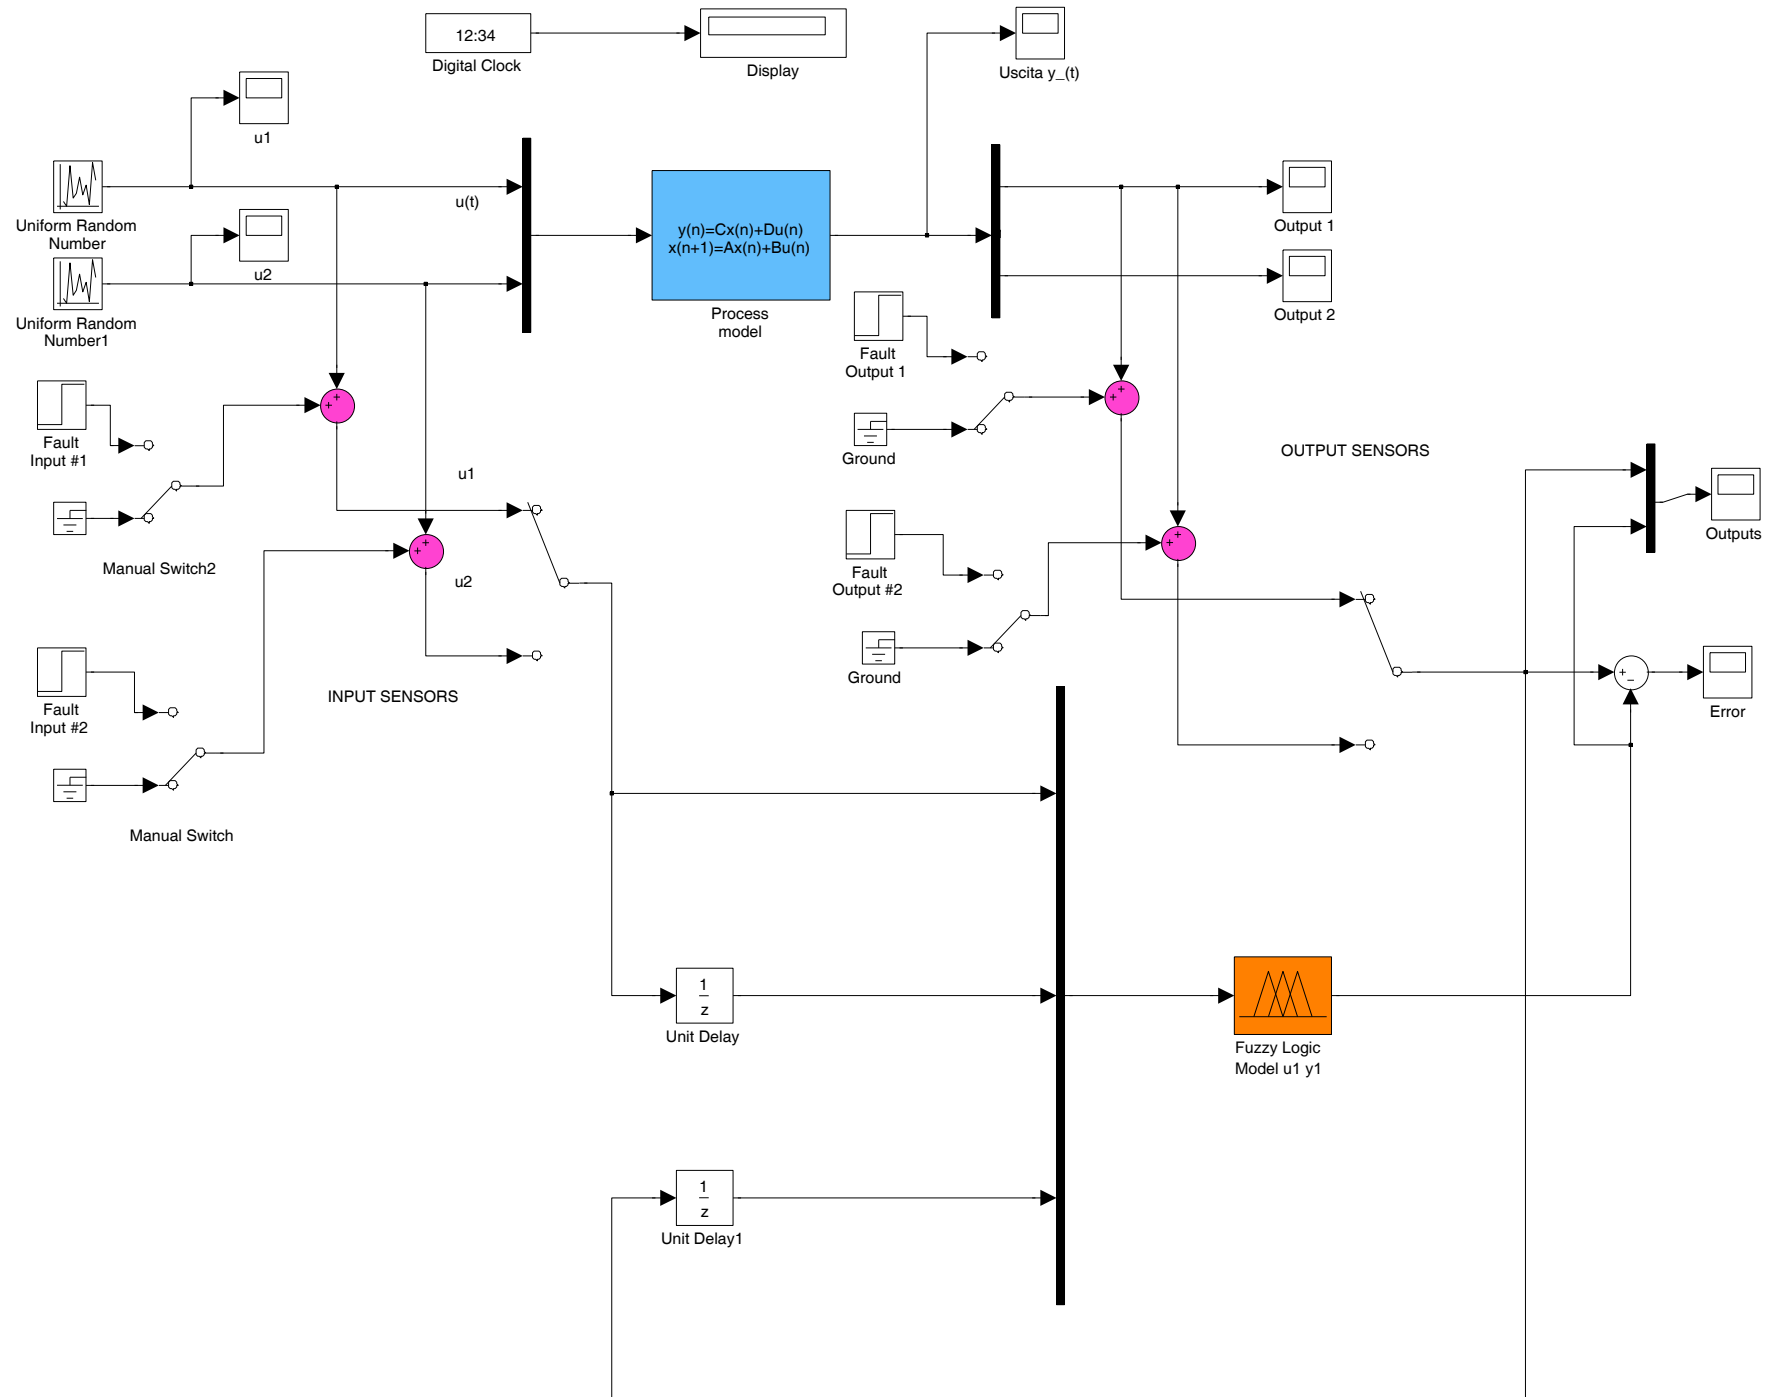 12:34
Digital Clock
Display
Uscita y_(t)
u1
Uniform Random
Number
u(t)
u2
Uniform Random
Number1
y(n)=Cx(n)+Du(n)
x(n+1)=Ax(n)+Bu(n)
Process
model
Output 1
Output 2
Fault
Output 1
Fault
Input #1
+
+
+
Ground
u1
OUTPUT SENSORS
Manual Switch2
+
+
u2
Fault
Output #2
+
+
Outputs
Ground
Fault
Input #2
INPUT SENSORS
+
−
Error
Manual Switch
1
z
Unit Delay
Fuzzy Logic
Model u1 y1
1
z
Unit Delay1